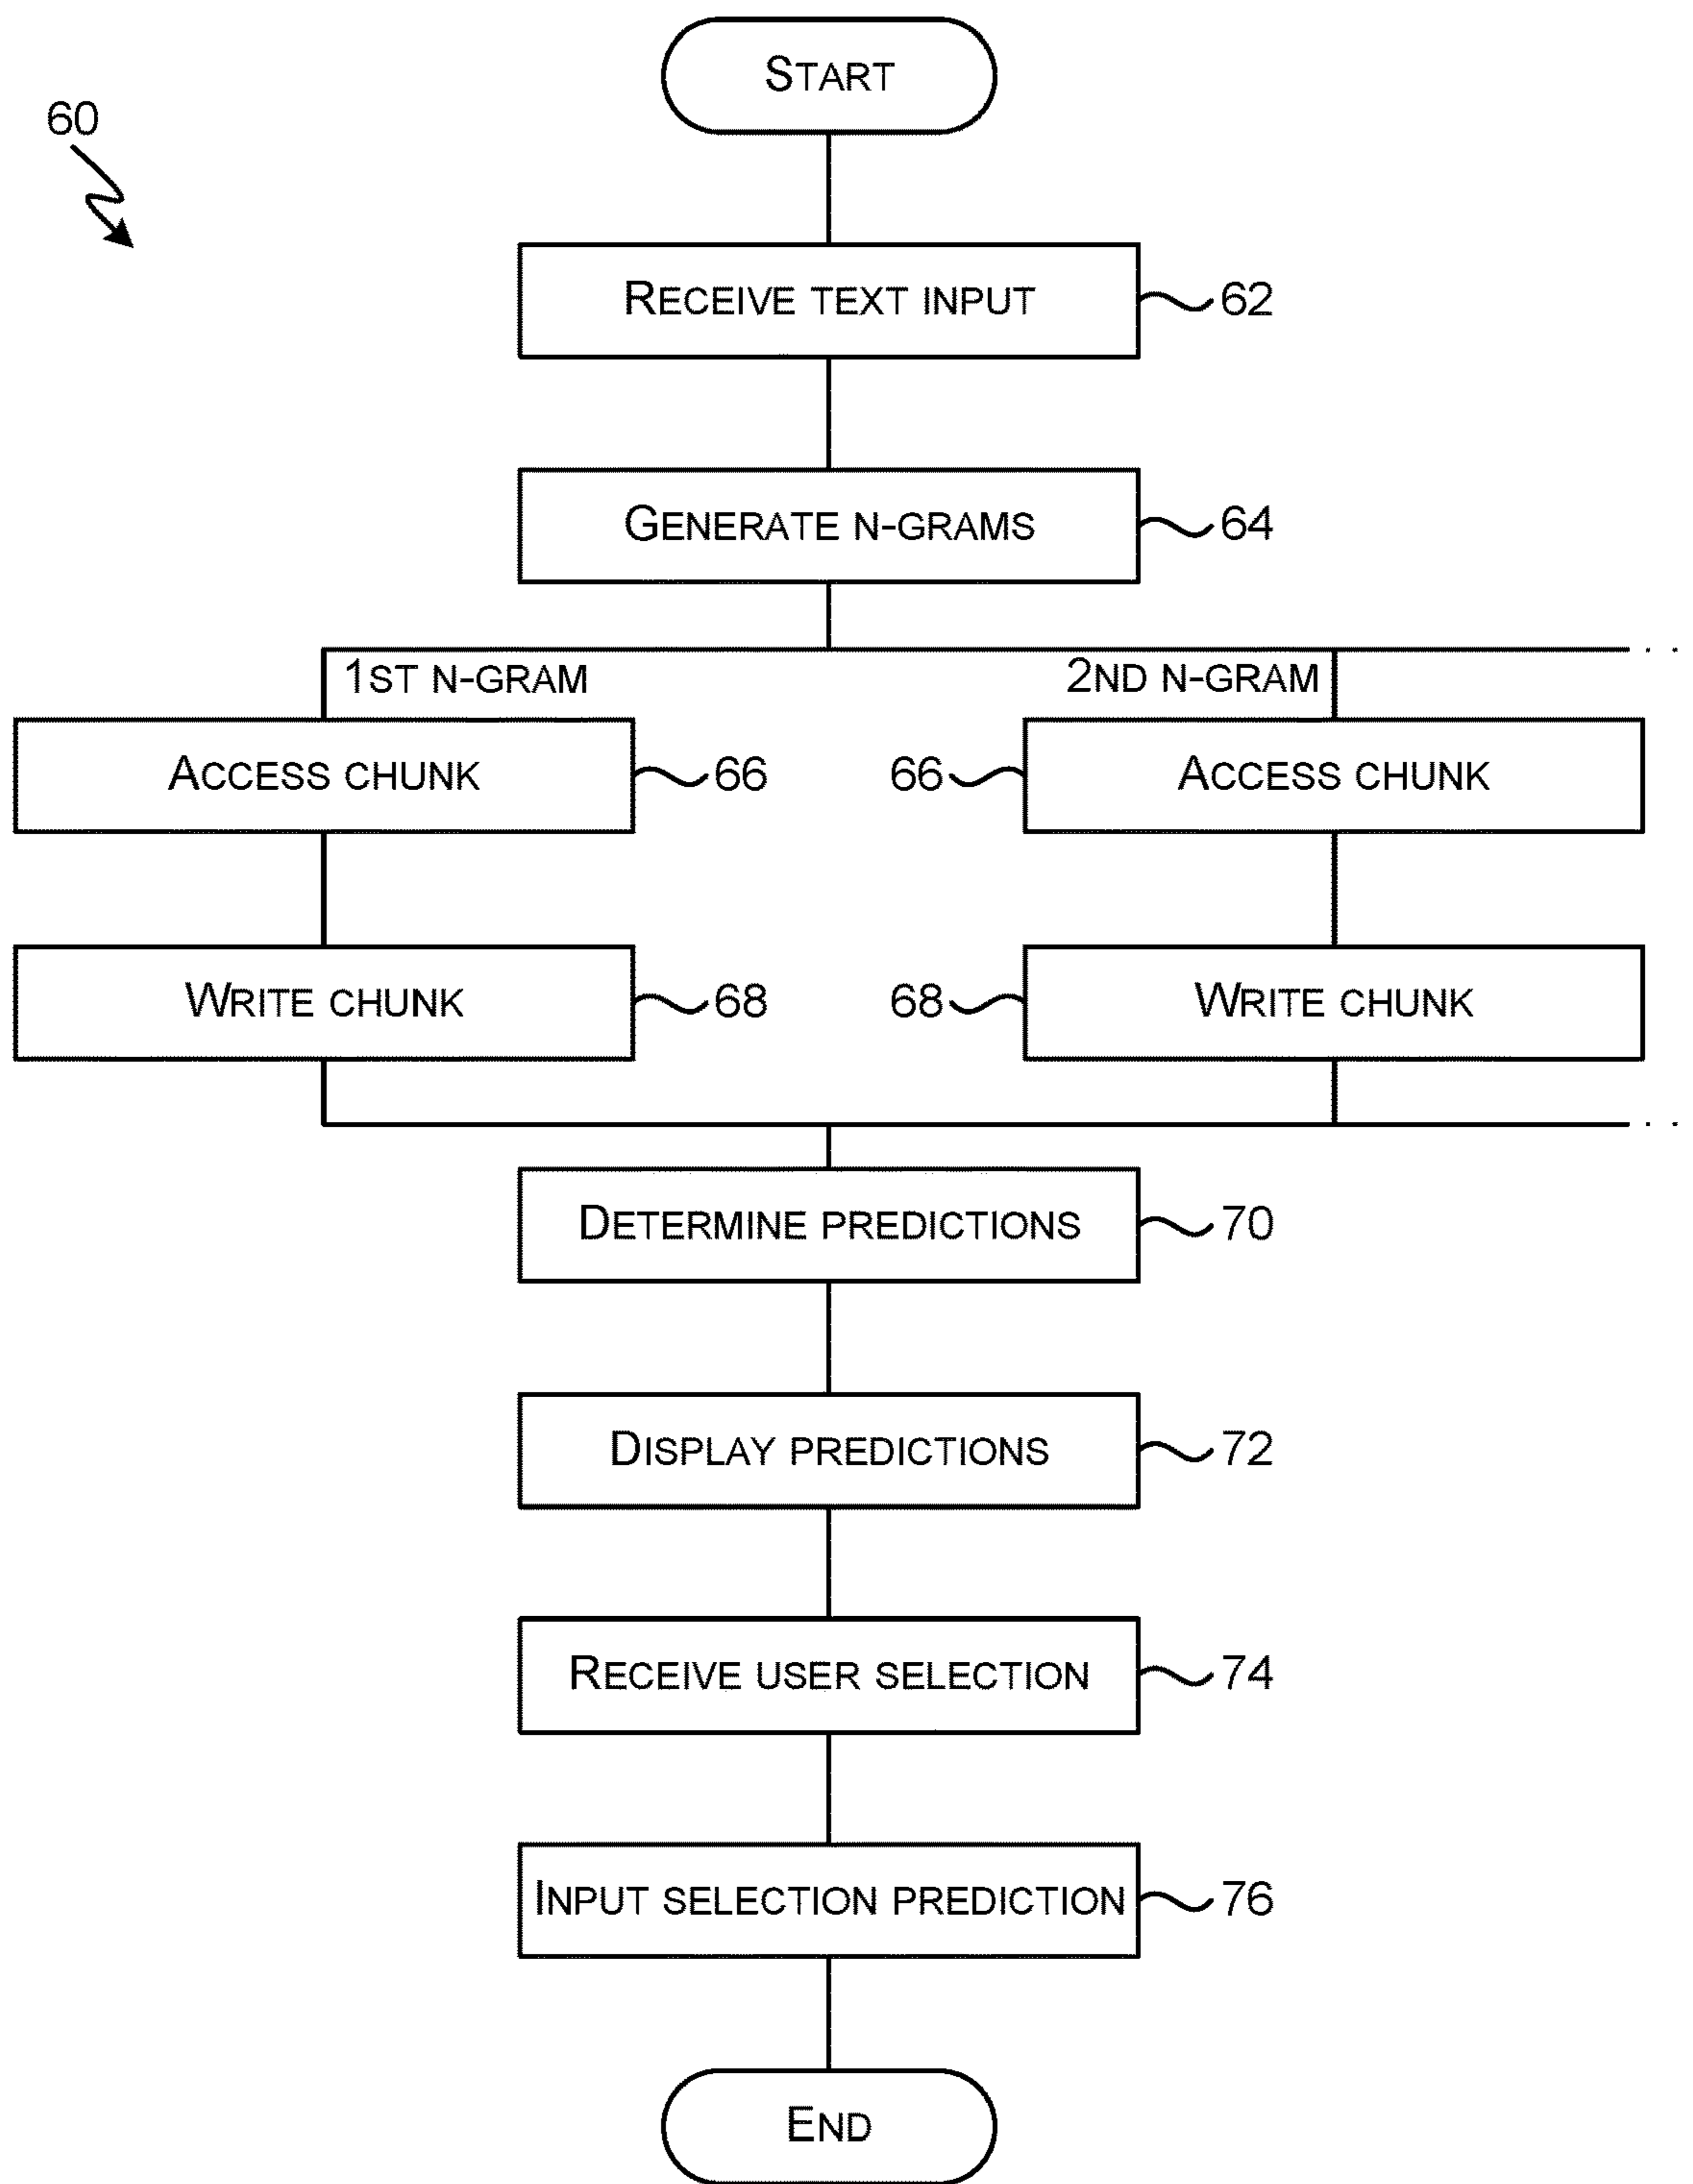 START
60
RECEIVE TEXT INPUT 62
GENERATE N-GRAMS 64
1ST N-GRAM 2ND N-GRAM
ACCESS CHUNK 66 66 ACCESS CHUNK
WRITE CHUNK 68 68 WRITE CHUNK
DETERMINE PREDICTIONS 70
DISPLAY PREDICTIONS 72
RECEIVE USER SELECTION 74
INPUT SELECTION PREDICTION 76
END